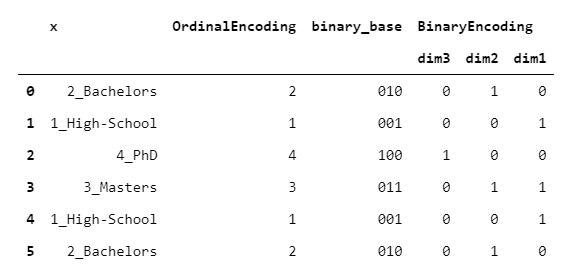 x OrdinalEncoding binary_base BinaryEncoding
dim3 dim2 dim1
0 2_Bachelors 2 010 0 1 0
1 1_High-School 1 001 0 0 1
2 4_PhD 4 100 1 0 0
3 3_Masters 3 011 0 1 1
4 1_High-School 1 001 0 0 1
5 2_Bachelors 2 010 0 1 0